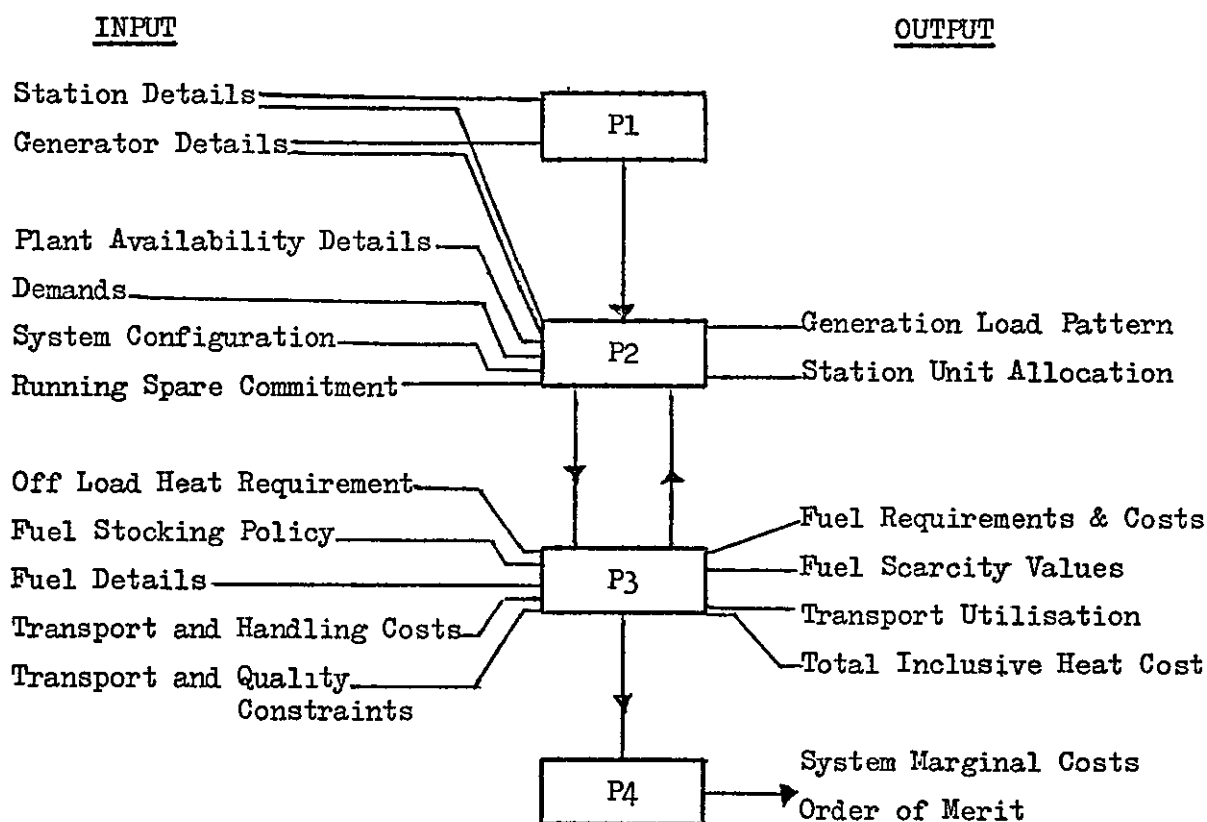 INPUT
OUTPUT
Station Details
Generator Details
P1
Plant Availability Details
Demands
System Configuration
Running Spare Commitment
P2
Generation Load Pattern
Station Unit Allocation
Off Load Heat Requirement
Fuel Stocking Policy
Fuel Details
Transport and Handling Costs
Transport and Quality
Constraints
P3
Fuel Requirements & Costs
Fuel Scarcity Values
Transport Utilisation
Total Inclusive Heat Cost
P4
System Marginal Costs
Order of Merit